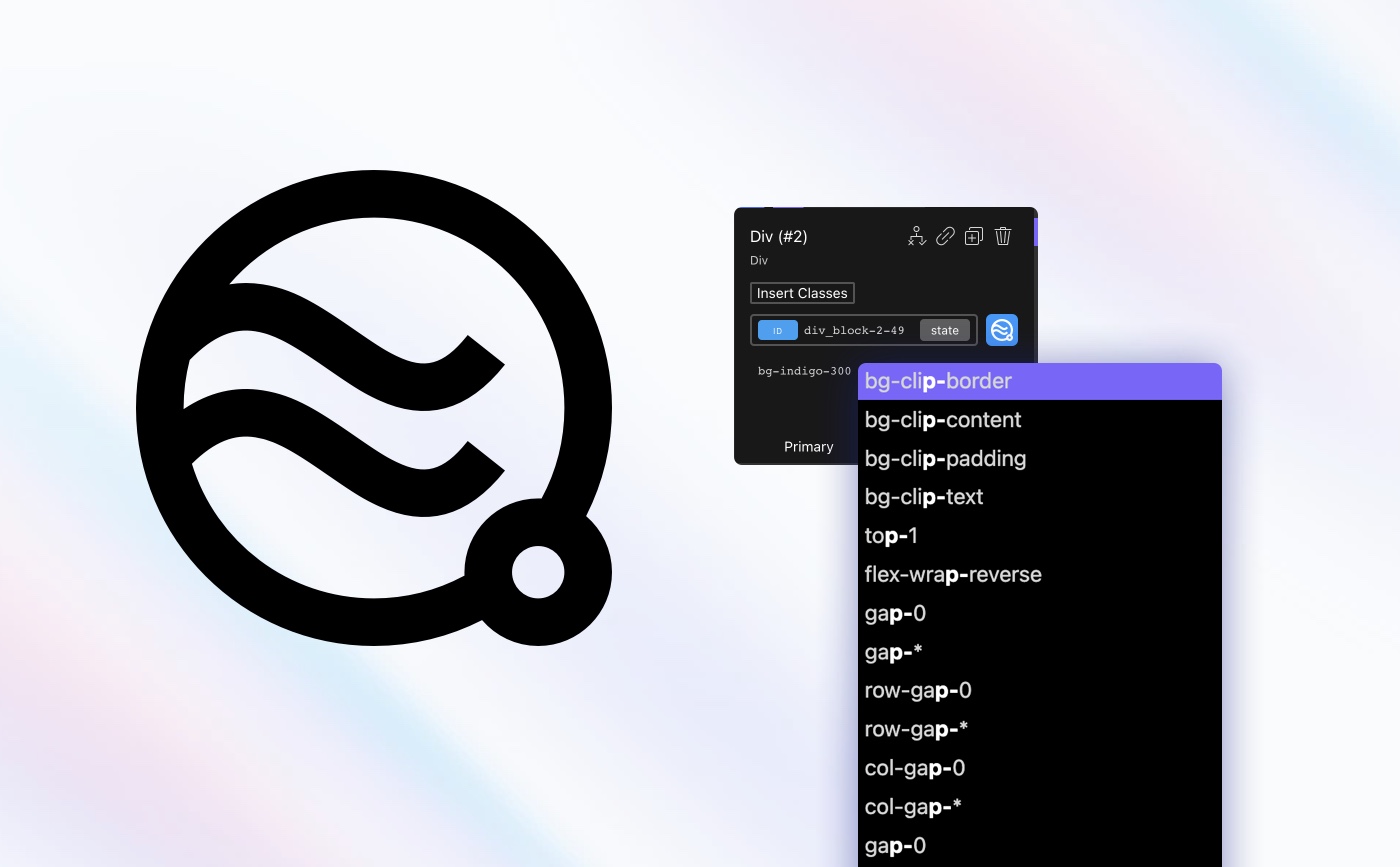 Div (#2)
Div
Insert Classes
ID div_block-2-49 state
bg-indigo-300
Primary
bg-clip-border
bg-clip-content
bg-clip-padding
bg-clip-text
top-1
flex-wrap-reverse
gap-0
gap-*
row-gap-0
row-gap-*
col-gap-0
col-gap-*
gap-0